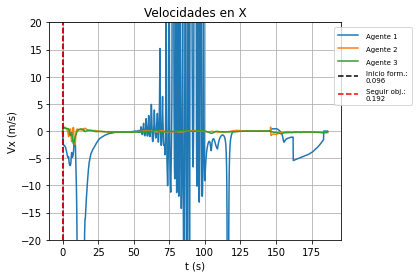 Velocidades en X
Vx (m/s)
20
15
10
5
0
−5
−10
−15
−20
0
25
50
75
100
125
150
175
t (s)
Agente 1
Agente 2
Agente 3
Inicio form.:
0.096
Seguir obj.:
0.192